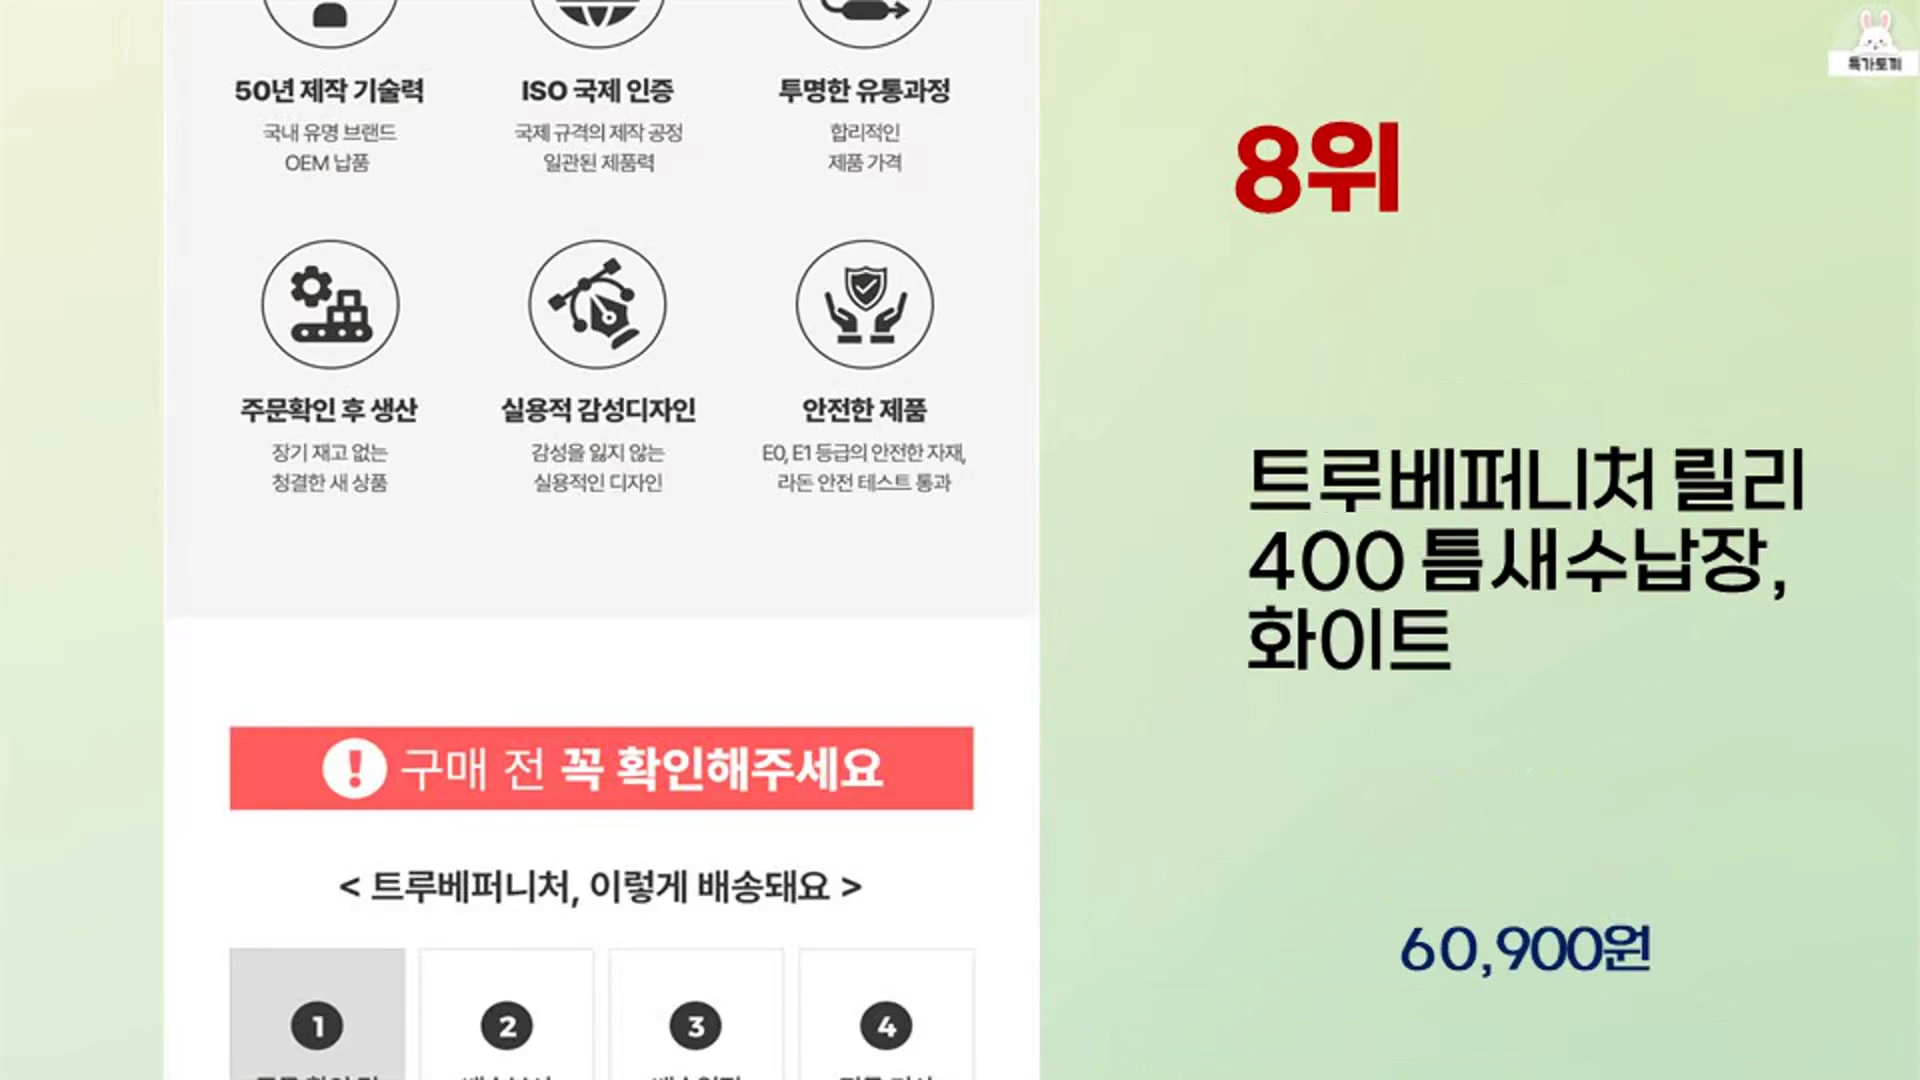 50년 제작 기술력
국내 유명 브랜드
OEM 납품
ISO 국제 인증
국제 규격의 제작 공정
일관된 제품력
투명한 유통과정
합리적인
제품 가격
주문확인 후 생산
장기 재고 없는
청결한 새 상품
실용적 감성디자인
감성을 잃지 않는
실용적인 디자인
안전한 제품
E0, E1 등급의 안전한 자재,
라돈 안전 테스트 통과
! 구매 전 꼭 확인해주세요
< 트루베퍼니처, 이렇게 배송돼요 >
1
2
3
4
특가토끼
8위
트루베퍼니처 릴리
400 틈새수납장,
화이트
60,900원